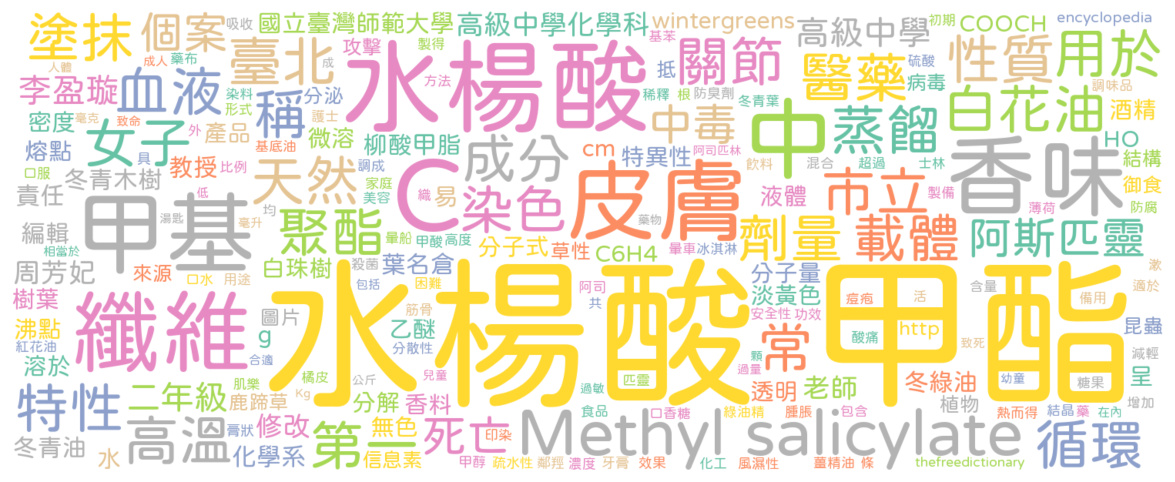 塗抹 個案 吸收 國立臺灣師範大學 高級中學化學科 wintergreens 高級中學 初期 COOCH encyclopedia
人體 成人 藥布 臺北 攻擊 製得 成 水楊酸 基苯 關節 抵 防臭劑 醫藥 硫酸 病毒 性質 用於
李盈璇 血液 染料 形式 稱 分泌 方法 稀釋 根 冬青葉 白花油 調味品 酒精
密度 毫克 致命 女子 外 產品 護士 基底油 微溶 柳酸甲脂 成分 中毒 中 蒸餾 HO
熔點 口服 具 教授 比例 天然 調成 cm 特異性 阿司匹林 飲料 混合 超過 士林 香味 結構
責任 冬青木樹 低 家庭 美容 C 纖 易 染色 皮膚 液體 市立 製備 薄荷 御食 防腐
編輯 甲基 湯匙 毫升 均 聚酯 暈船 甲酸 高度 藥物 劑量 載體 阿斯匹靈
周芳妃 相當於 來源 口水 用途 白珠樹 殺菌 葉名倉 分子式 草性 C6H4 暈車 冰淇淋 分子量 漱
樹葉 纖維 包括 困難 水楊酸甲酯 阿司 共 淡黃色 痘疤 活 含量 備用 適於
沸點 圖片 g 筋骨 乙醚 安全性 功效 酸痛 http 昆蟲
紅花油 溶於 合適 分散性 過量 顆 常 致死 減輕
特性 二年級 肌樂 橘皮 公斤 兒童 過敏 匹靈 透明 老師 冬綠油 幼童 糖果 呈
鹿蹄草 Kg 分解 香料 食品 口香糖 綠油精 腫脹 包含 植物 熱而得 結晶 藥 在內 增加
冬青油 高溫 膏狀 修改 第一 無色 死亡 印染 Methyl salicylate 循環
水 化學系 信息素 甲醇 疏水性 鄰羥 濃度 牙膏 效果 化工 風濕性 薑精油 條 thefreedictionary